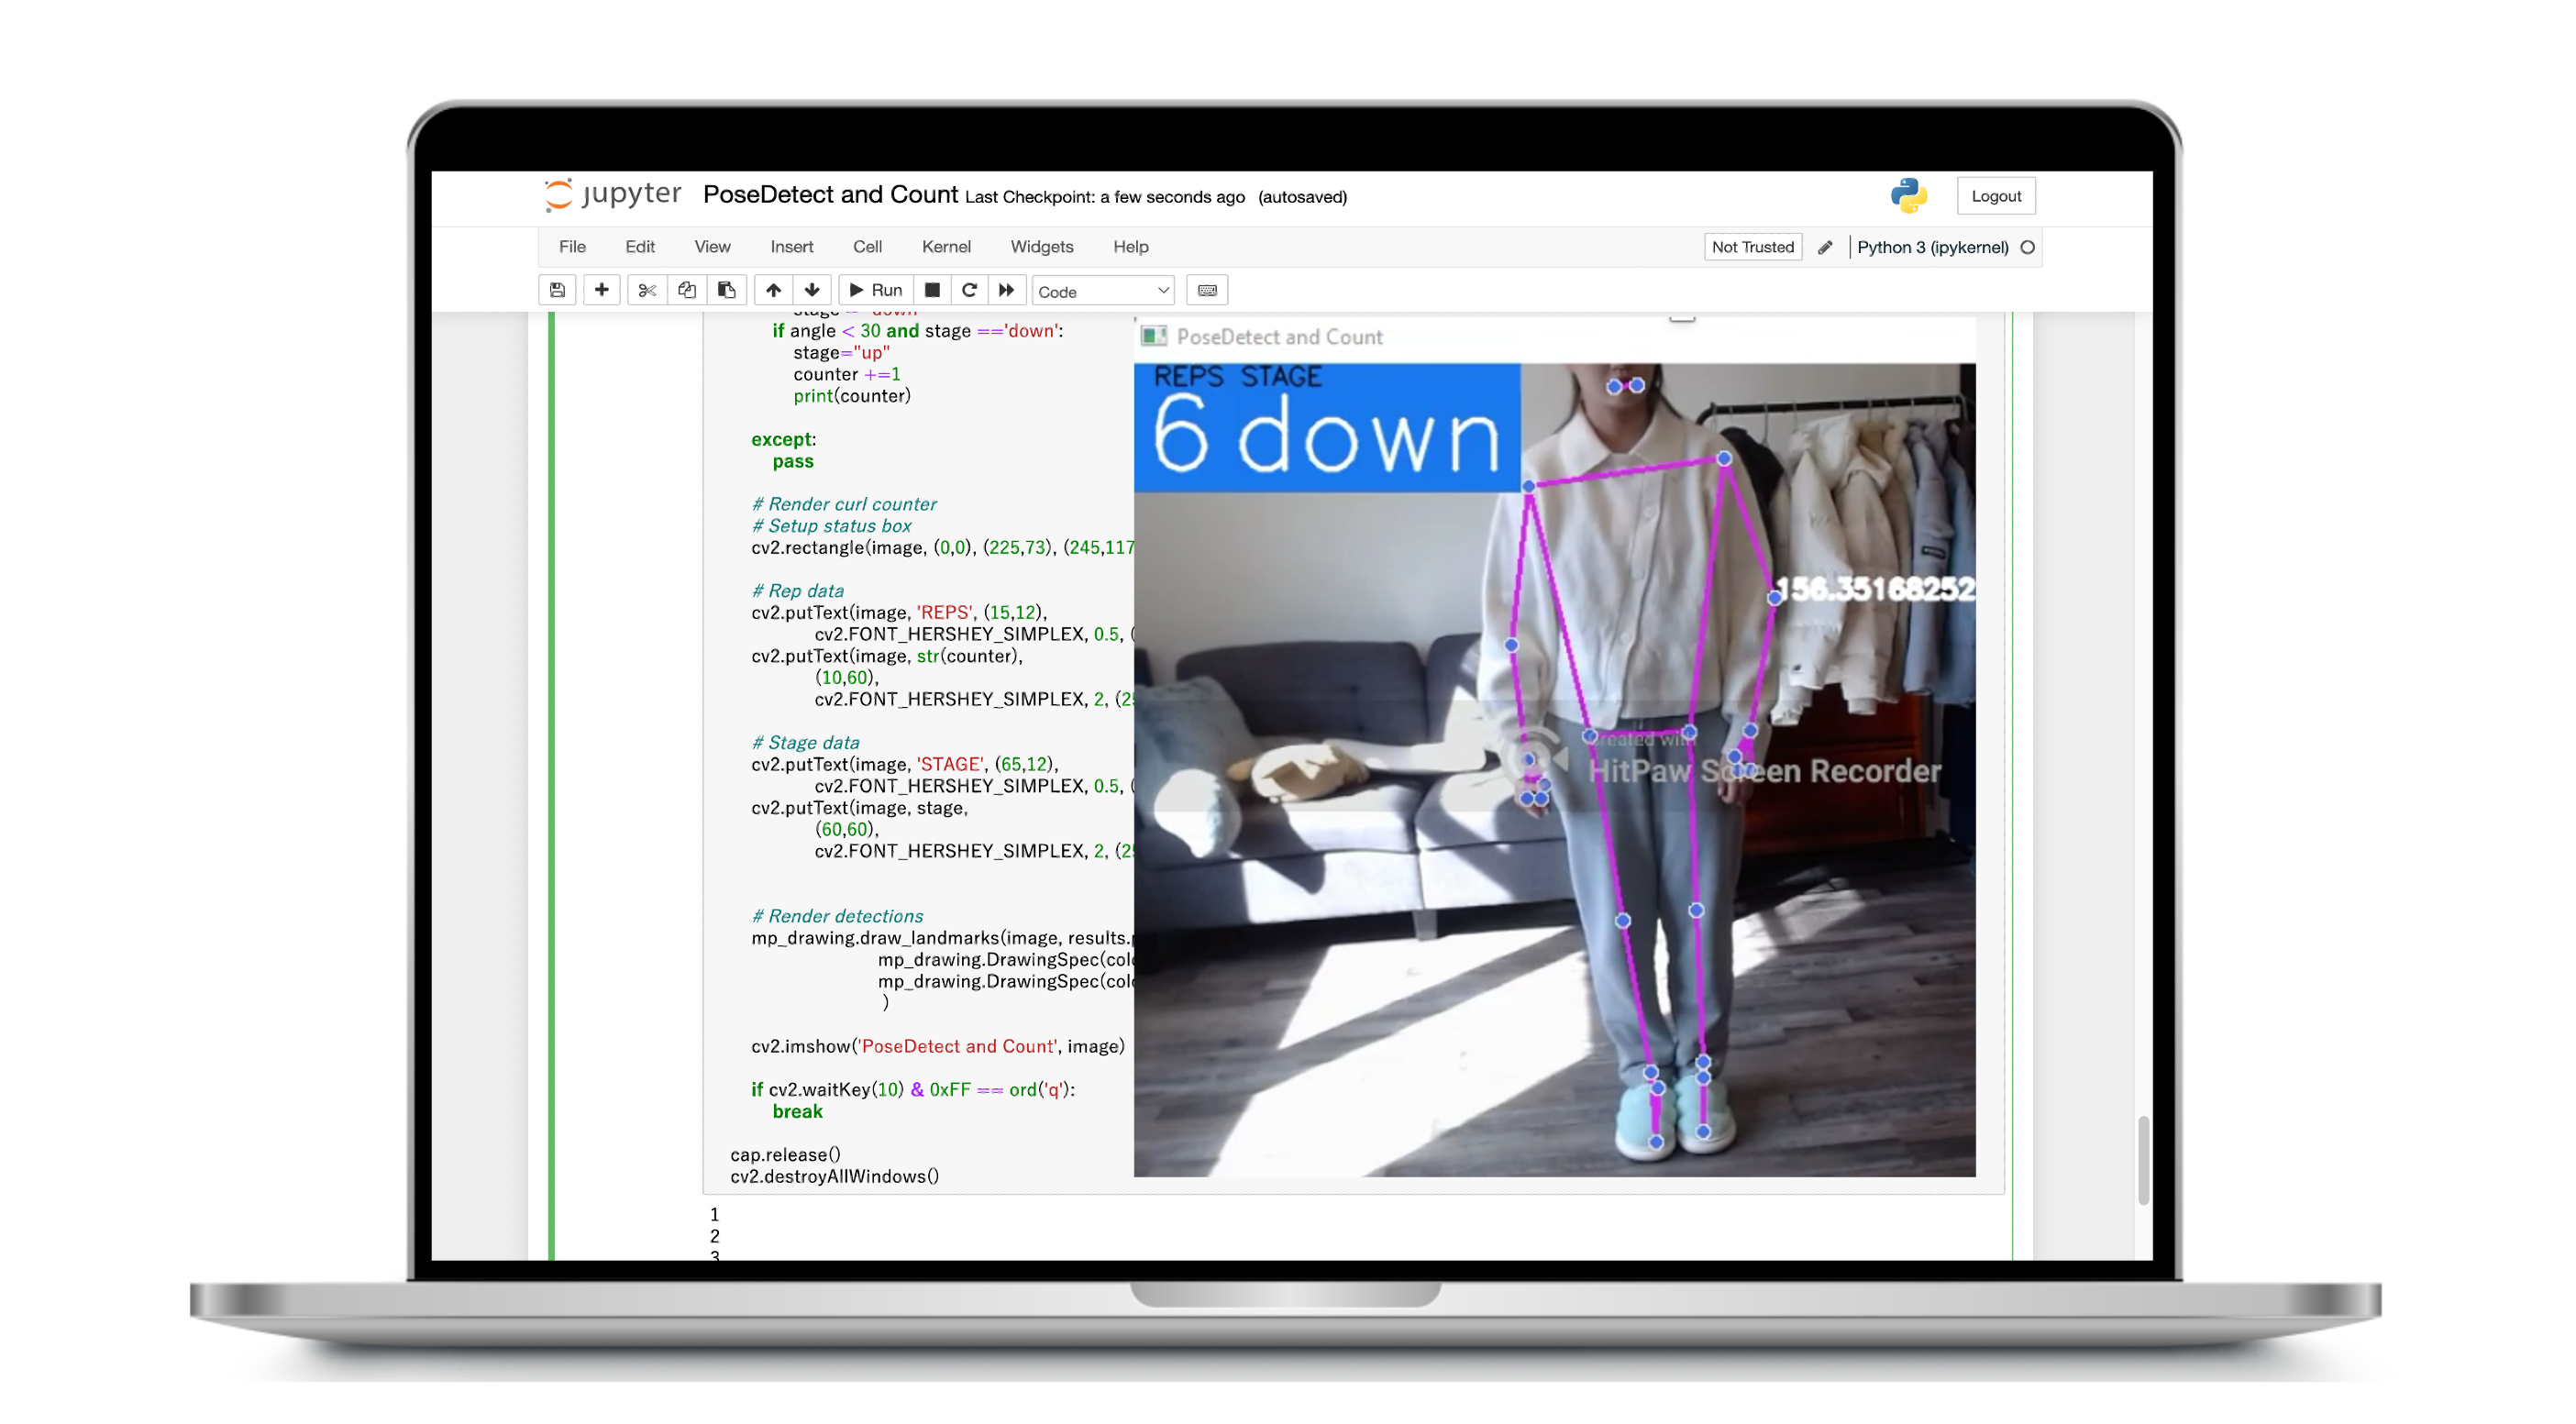 jupyter PoseDetect and Count Last Checkpoint: a few seconds ago (autosaved)
Logout
File Edit View Insert Cell Kernel Widgets Help
Not Trusted
Python 3 (ipykernel)
Run
Code
stage = "down"
if angle < 30 and stage =='down':
stage="up"
counter +=1
print(counter)
except:
pass
# Render curl counter
# Setup status box
cv2.rectangle(image, (0,0), (225,73), (245,117
# Rep data
cv2.putText(image, 'REPS', (15,12),
cv2.FONT_HERSHEY_SIMPLEX, 0.5, (
cv2.putText(image, str(counter),
(10,60),
cv2.FONT_HERSHEY_SIMPLEX, 2, (2
# Stage data
cv2.putText(image, 'STAGE', (65,12),
cv2.FONT_HERSHEY_SIMPLEX, 0.5, (
cv2.putText(image, stage,
(60,60),
cv2.FONT_HERSHEY_SIMPLEX, 2, (2
# Render detections
mp_drawing.draw_landmarks(image, results.
mp_drawing.DrawingSpec(col
mp_drawing.DrawingSpec(col
)
cv2.imshow('PoseDetect and Count', image)
if cv2.waitKey(10) & 0xFF == ord('q'):
break
cap.release()
cv2.destroyAllWindows()
1
2
3
PoseDetect and Count
REPS STAGE
6 down
156.35168252
Created with
HitPaw Screen Recorder